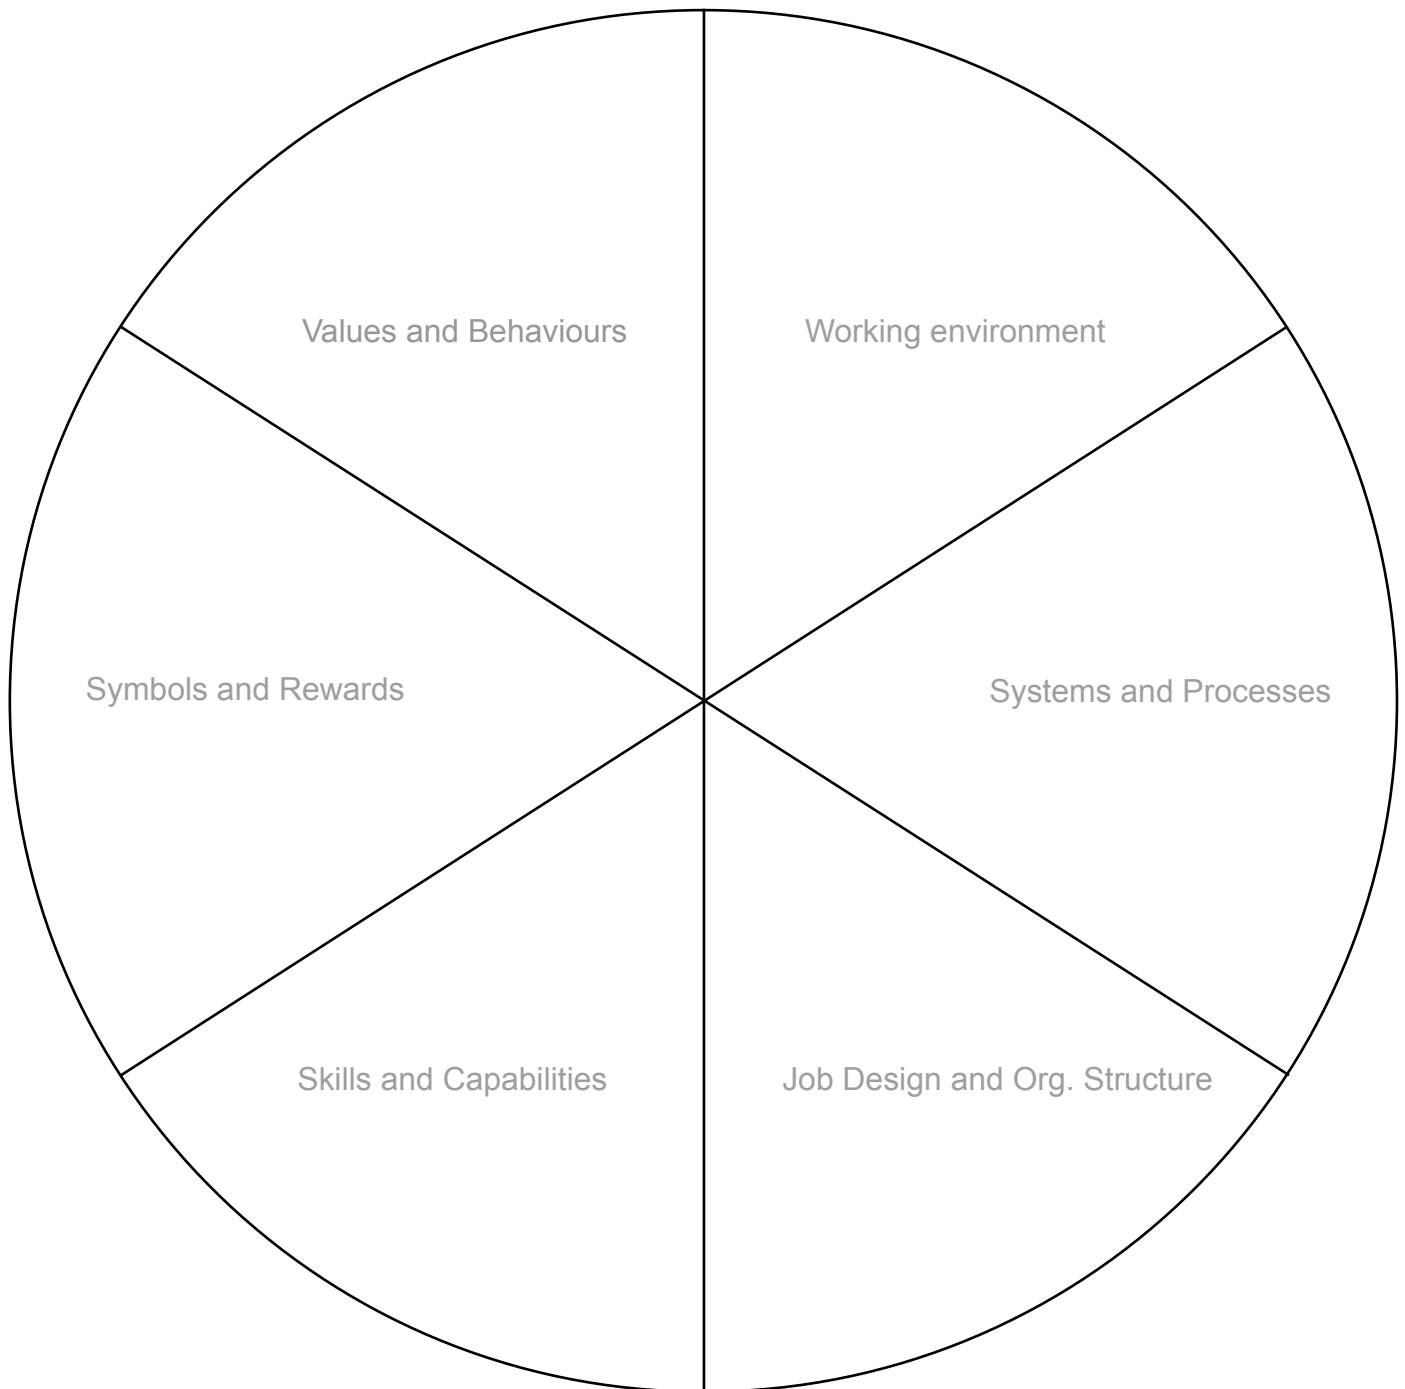 Values and Behaviours
Working environment
Symbols and Rewards
Systems and Processes
Skills and Capabilities
Job Design and Org. Structure